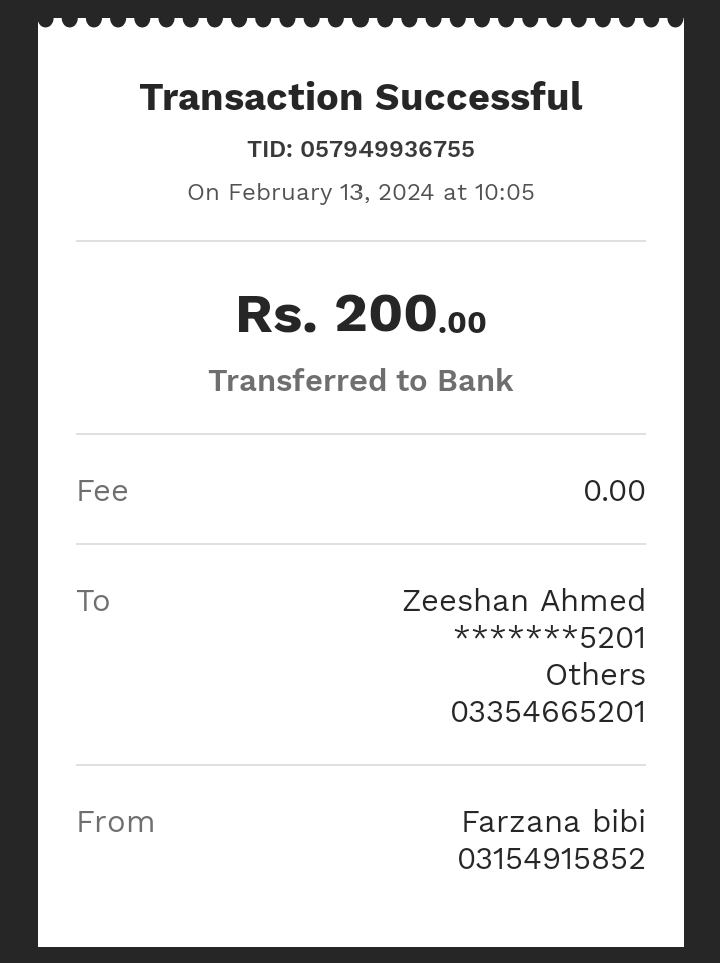 Transaction Successful
TID: 057949936755
On February 13, 2024 at 10:05
Rs. 200.00
Transferred to Bank
Fee 0.00
To Zeeshan Ahmed
*******5201
Others
03354665201
From Farzana bibi
03154915852